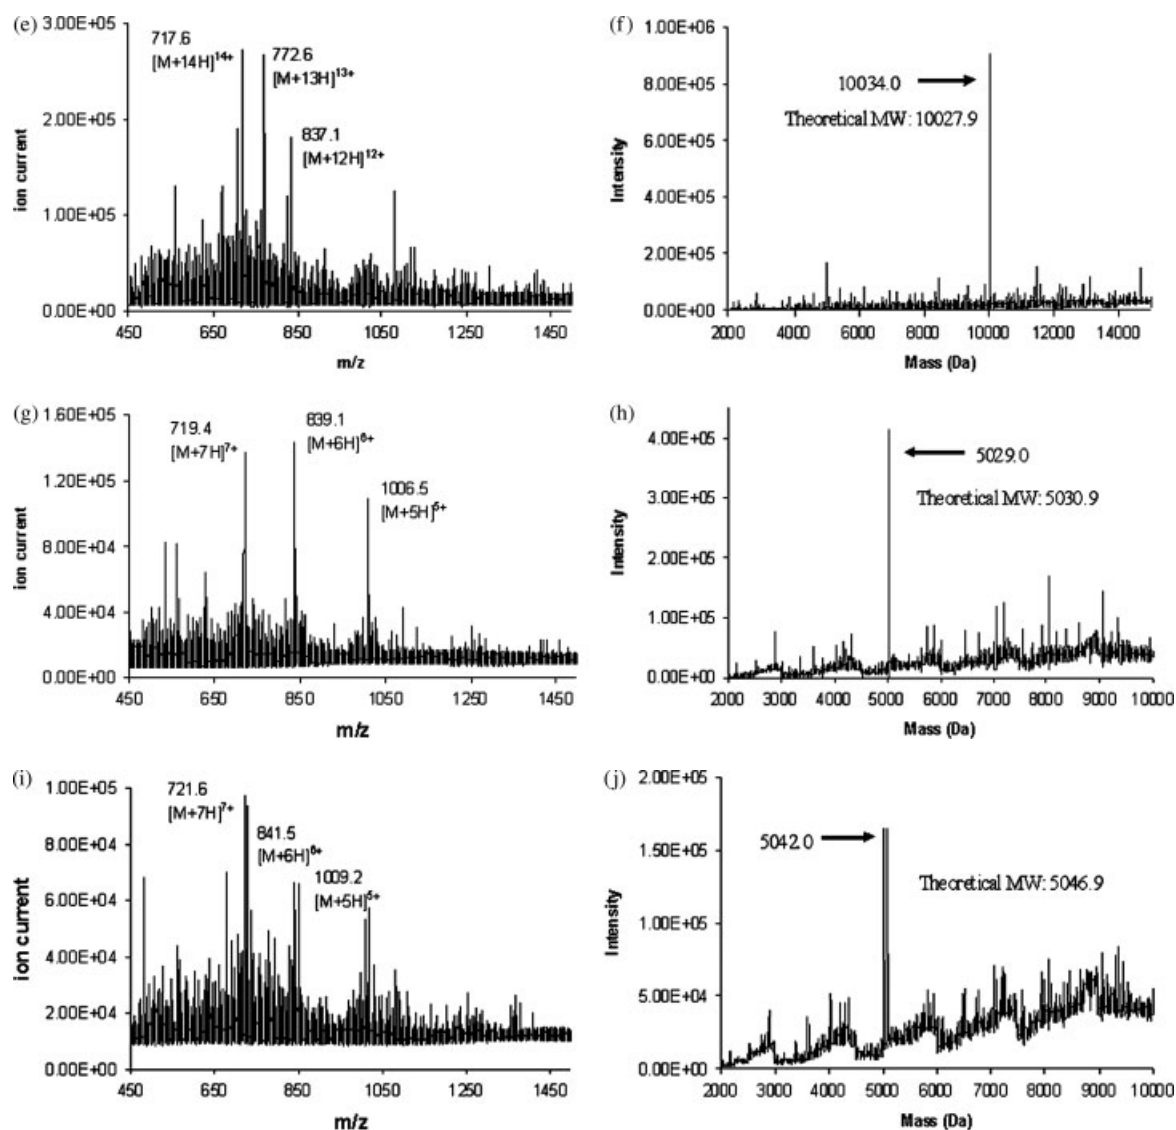 (e)
3.00E+05
2.00E+05
1.00E+05
0.00E+00
ion current
717.6
[M+14H]¹⁴⁺
772.6
[M+13H]¹³⁺
837.1
[M+12H]¹²⁺
450 650 850 1050 1250 1450
m/z
(f)
1.00E+06
8.00E+05
6.00E+05
4.00E+05
2.00E+05
0.00E+00
Intensity
10034.0
Theoretical MW: 10027.9
2000 4000 6000 8000 10000 12000 14000
Mass (Da)
(g)
1.60E+05
1.20E+05
8.00E+04
4.00E+04
0.00E+00
ion current
719.4
[M+7H]⁷⁺
839.1
[M+6H]⁶⁺
1006.5
[M+5H]⁵⁺
450 650 850 1050 1250 1450
m/z
(h)
4.00E+05
3.00E+05
2.00E+05
1.00E+05
0.00E+00
Intensity
5029.0
Theoretical MW: 5030.9
2000 3000 4000 5000 6000 7000 8000 9000 10000
Mass (Da)
(i)
1.00E+05
8.00E+04
6.00E+04
4.00E+04
2.00E+04
0.00E+00
ion current
721.6
[M+7H]⁷⁺
841.5
[M+6H]⁶⁺
1009.2
[M+5H]⁵⁺
450 650 850 1050 1250 1450
m/z
(j)
2.00E+05
1.50E+05
1.00E+05
5.00E+04
0.00E+00
Intensity
5042.0
Theoretical MW: 5046.9
2000 3000 4000 5000 6000 7000 8000 9000 10000
Mass (Da)